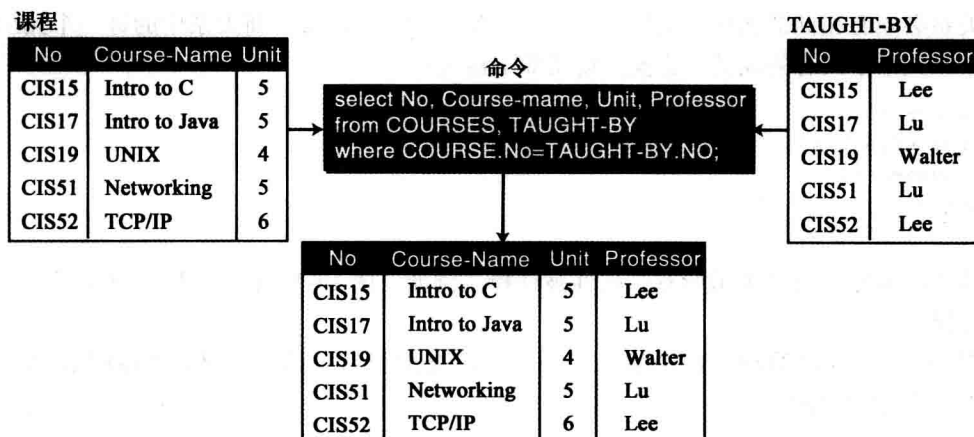 课程
No Course-Name Unit
CIS15 Intro to C 5
CIS17 Intro to Java 5
CIS19 UNIX 4
CIS51 Networking 5
CIS52 TCP/IP 6
命令
select No, Course-mame, Unit, Professor
from COURSES, TAUGHT-BY
where COURSE.No=TAUGHT-BY.NO;
TAUGHT-BY
No Professor
CIS15 Lee
CIS17 Lu
CIS19 Walter
CIS51 Lu
CIS52 Lee
No Course-Name Unit Professor
CIS15 Intro to C 5 Lee
CIS17 Intro to Java 5 Lu
CIS19 UNIX 4 Walter
CIS51 Networking 5 Lu
CIS52 TCP/IP 6 Lee